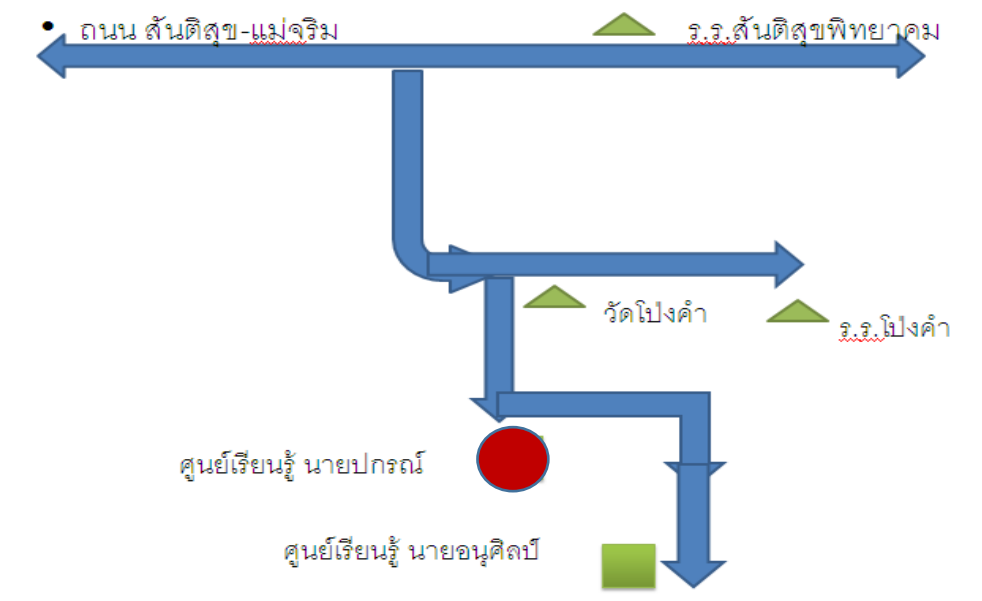 • ถนน สันติสุข-แม่จริม
ร.ร.สันติสุขพิทยาคม
วัดโป่งคำ
ร.ร.โป่งคำ
ศูนย์เรียนรู้ นายปกรณ์
ศูนย์เรียนรู้ นายอนุศิลป์